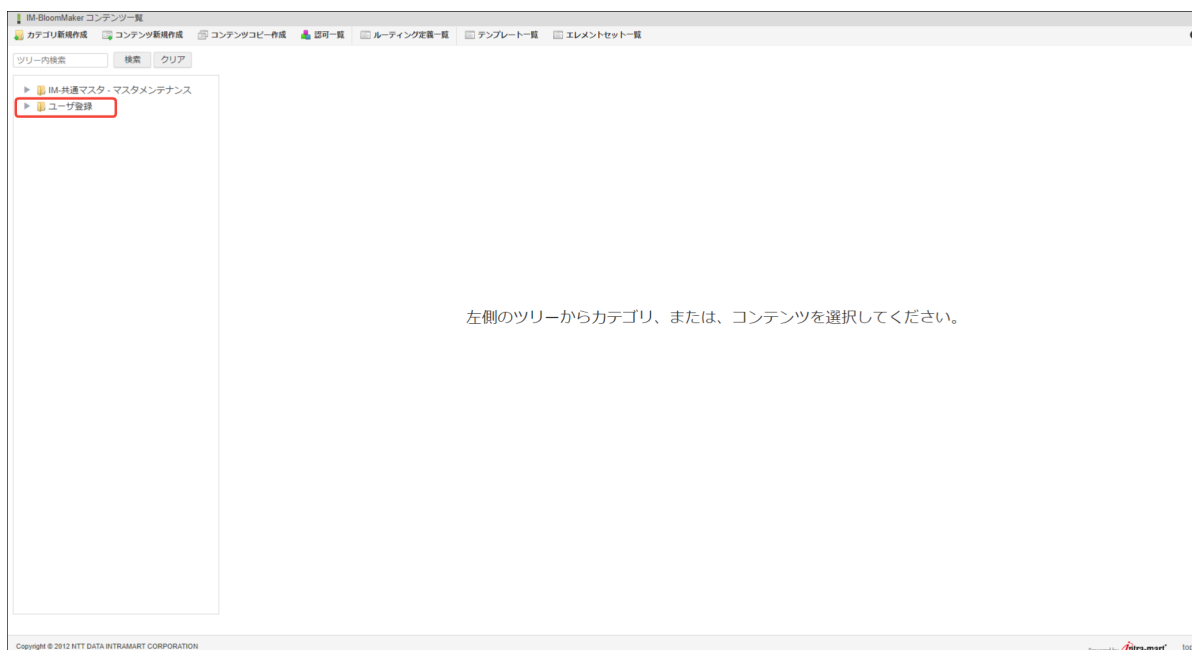 IM-BloomMaker コンテンツ一覧
カテゴリ新規作成 コンテンツ新規作成 コンテンツコピー作成 認可一覧 ルーティング定義一覧 テンプレート一覧 エレメントセット一覧
ツリー内検索 検索 クリア
IM-共通マスタ - マスタメンテナンス
ユーザ登録
左側のツリーからカテゴリ、または、コンテンツを選択してください。
Copyright © 2012 NTT DATA INTRAMART CORPORATION
intra-mart top